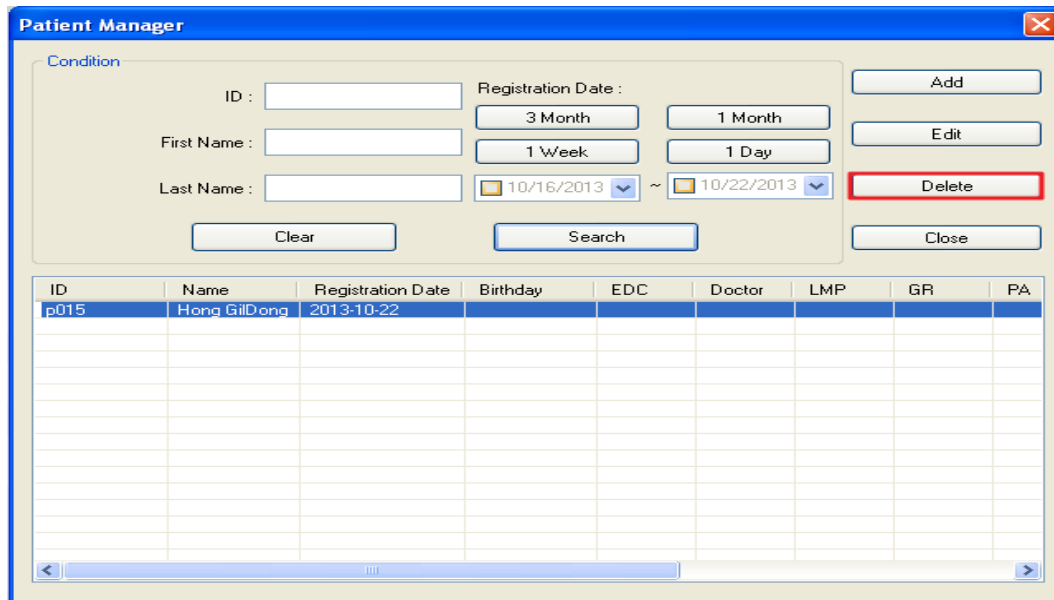 Patient Manager
Condition
ID :
Registration Date :
Add
3 Month
1 Month
First Name :
Edit
1 Week
1 Day
Last Name :
10/16/2013 ~ 10/22/2013
Delete
Clear
Search
Close
ID Name Registration Date Birthday EDC Doctor LMP GR PA
p015 Hong GilDong 2013-10-22